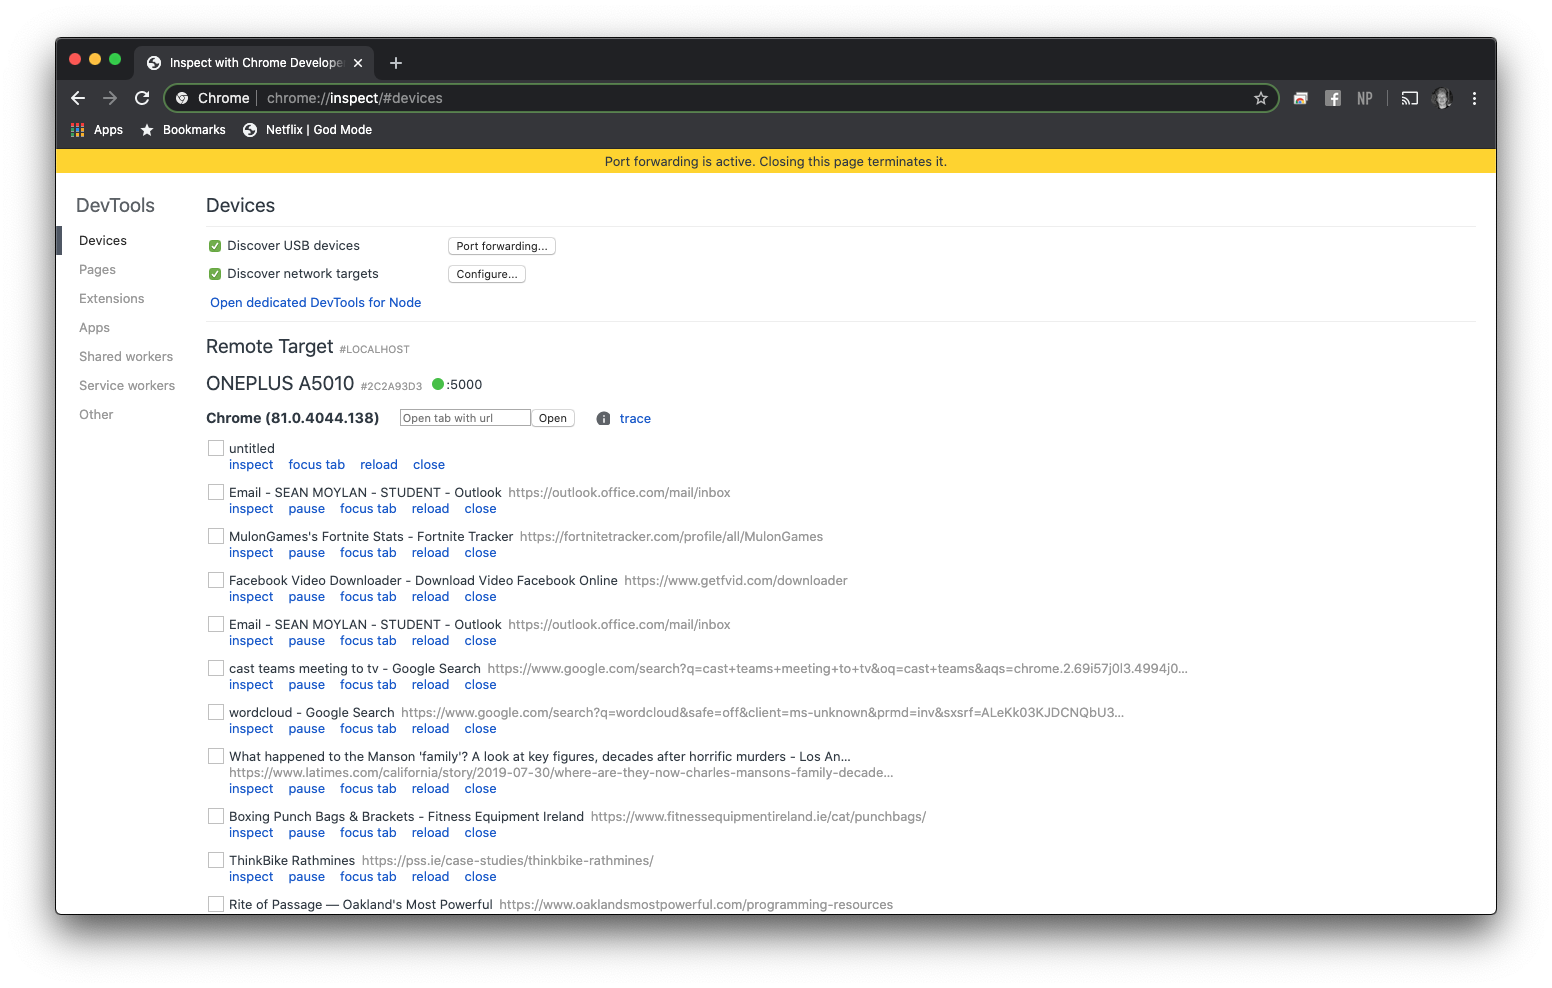 Inspect with Chrome Develope
Chrome chrome://inspect/#devices
NP
Apps Bookmarks Netflix | God Mode
Port forwarding is active. Closing this page terminates it.
DevTools
Devices
Pages
Extensions
Apps
Shared workers
Service workers
Other
Devices
Discover USB devices Port forwarding...
Discover network targets Configure...
Open dedicated DevTools for Node
Remote Target #LOCALHOST
ONEPLUS A5010 #2C2A93D3 :5000
Chrome (81.0.4044.138) Open tab with url Open trace
untitled
inspect focus tab reload close
Email - SEAN MOYLAN - STUDENT - Outlook https://outlook.office.com/mail/inbox
inspect pause focus tab reload close
MulonGames's Fortnite Stats - Fortnite Tracker https://fortnitetracker.com/profile/all/MulonGames
inspect pause focus tab reload close
Facebook Video Downloader - Download Video Facebook Online https://www.getfvid.com/downloader
inspect pause focus tab reload close
Email - SEAN MOYLAN - STUDENT - Outlook https://outlook.office.com/mail/inbox
inspect pause focus tab reload close
cast teams meeting to tv - Google Search https://www.google.com/search?q=cast+teams+meeting+to+tv&oq=cast+teams&aqs=chrome.2.69i57j0l3.4994j0...
inspect pause focus tab reload close
wordcloud - Google Search https://www.google.com/search?q=wordcloud&safe=off&client=ms-unknown&prmd=inv&sxsrf=ALeKk03KJDCNQbU3...
inspect pause focus tab reload close
What happened to the Manson 'family'? A look at key figures, decades after horrific murders - Los An...
https://www.latimes.com/california/story/2019-07-30/where-are-they-now-charles-mansons-family-decade...
inspect pause focus tab reload close
Boxing Punch Bags & Brackets - Fitness Equipment Ireland https://www.fitnessequipmentireland.ie/cat/punchbags/
inspect pause focus tab reload close
ThinkBike Rathmines https://pss.ie/case-studies/thinkbike-rathmines/
inspect pause focus tab reload close
Rite of Passage — Oakland's Most Powerful https://www.oaklandsmostpowerful.com/programming-resources